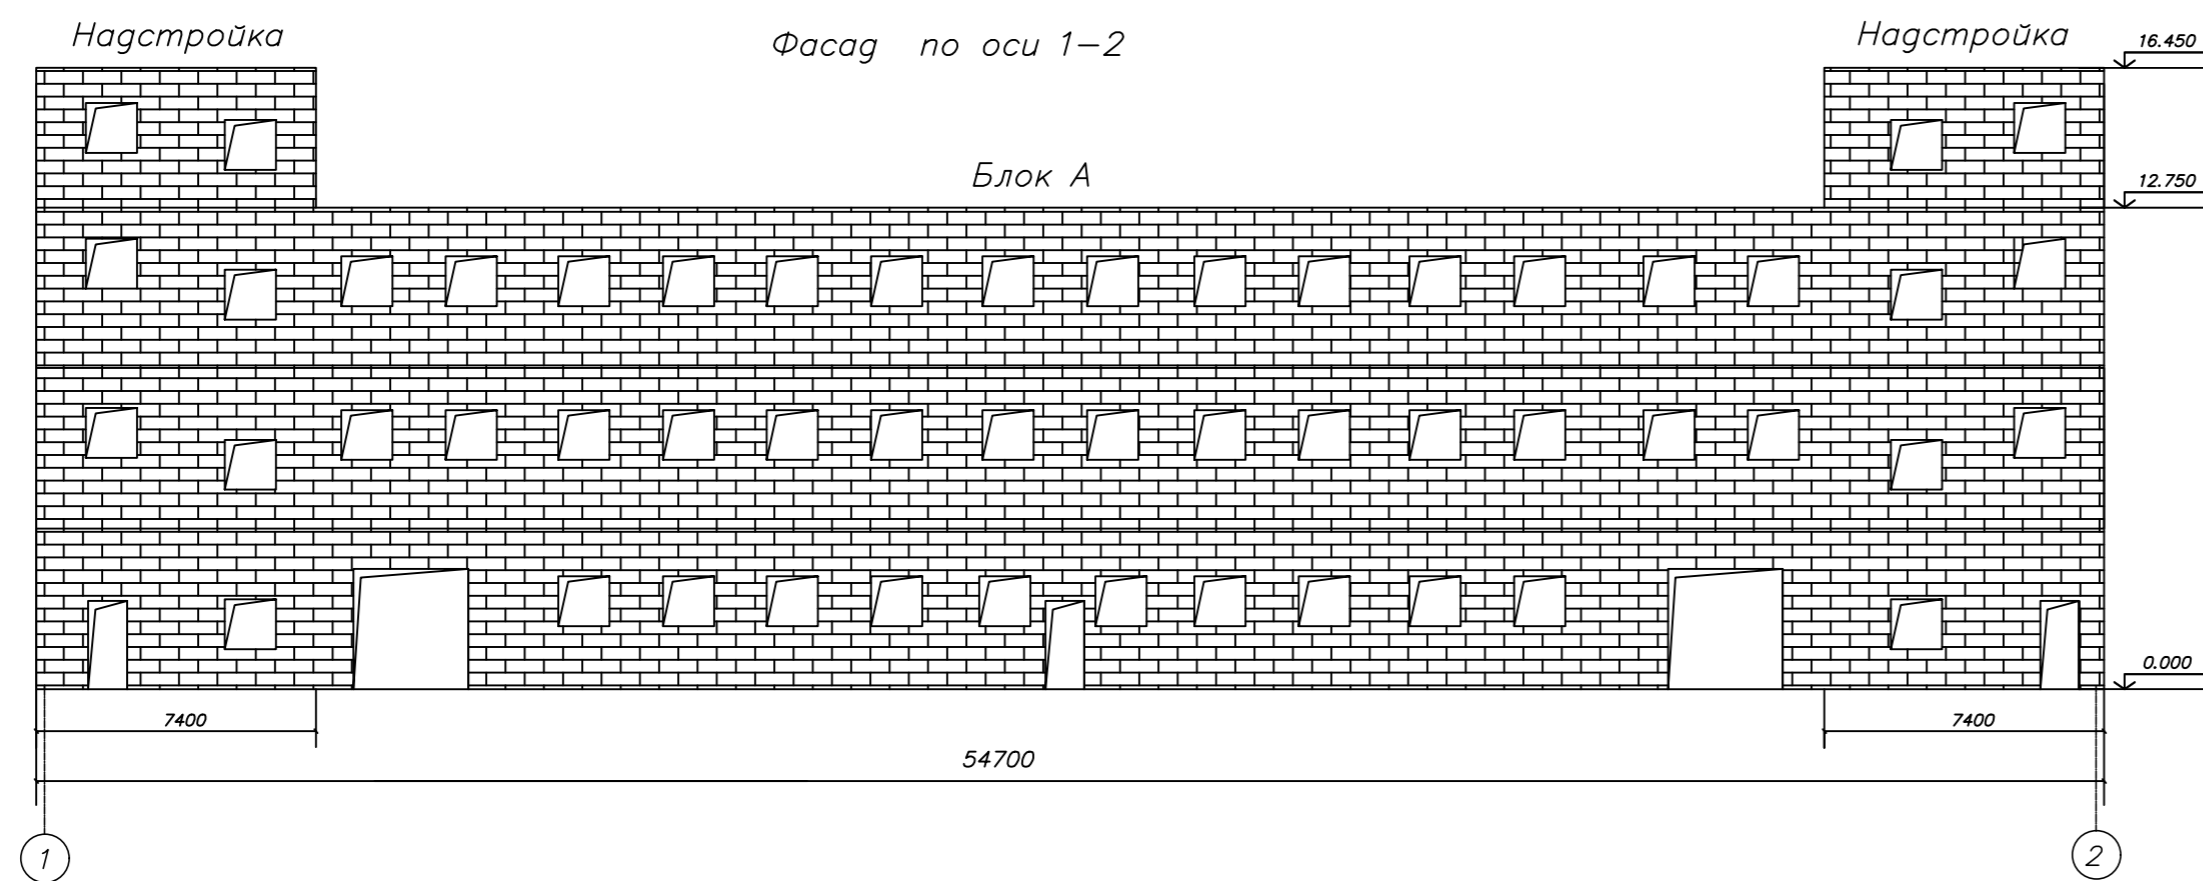 Надстройка
Фасад по оси 1-2
Надстройка
16.450
Блок А
12.750
0.000
7400
7400
54700
1
2